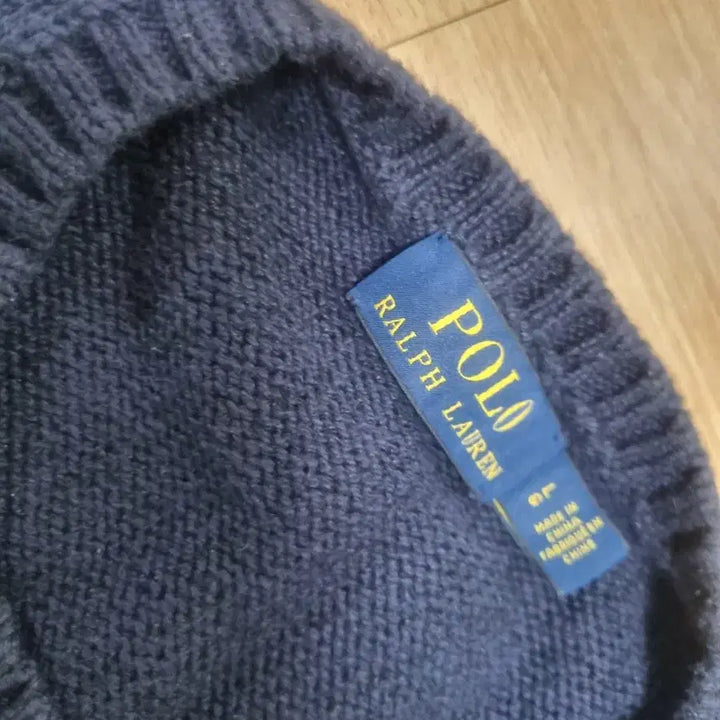 POLO
RALPH LAUREN
L
MADE IN
CHINA
FABRIQUÉ EN
CHINE